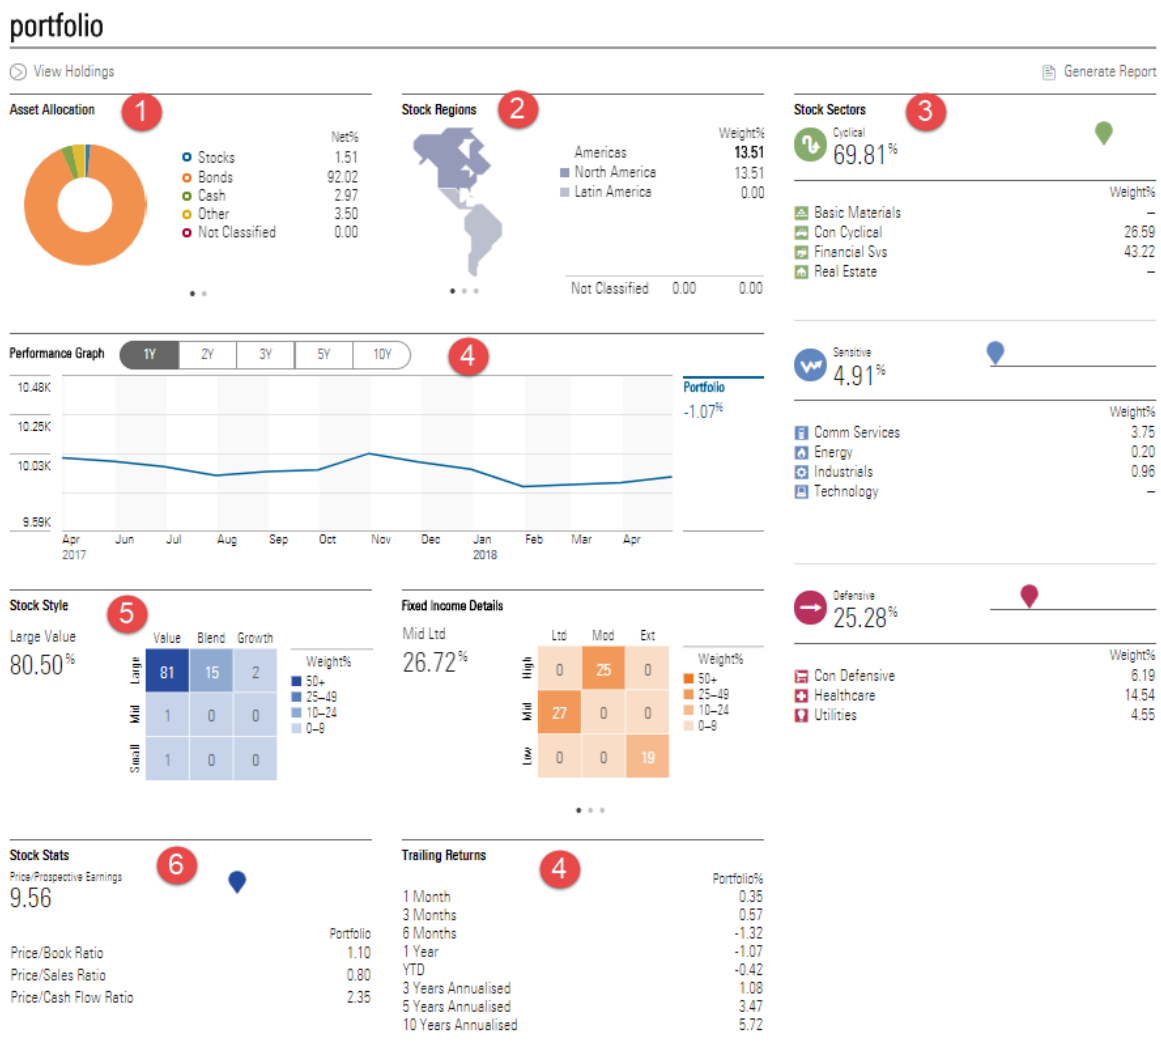 portfolio
View Holdings
Generate Report
Asset Allocation 1
Net%
Stocks 1.51
Bonds 92.02
Cash 2.97
Other 3.50
Not Classified 0.00
Stock Regions 2
Weight%
Americas 13.51
North America 13.51
Latin America 0.00
Not Classified 0.00 0.00
Stock Sectors 3
Cyclical
69.81%
Weight%
Basic Materials –
Con Cyclical 26.59
Financial Svs 43.22
Real Estate –
Sensitive
4.91%
Weight%
Comm Services 3.75
Energy 0.20
Industrials 0.96
Technology –
Defensive
25.28%
Weight%
Con Defensive 6.19
Healthcare 14.54
Utilities 4.55
Performance Graph 1Y 2Y 3Y 5Y 10Y 4
10.48K
10.25K
10.03K
9.59K
Apr Jun Jul Aug Sep Oct Nov Dec Jan Feb Mar Apr
2017 2018
Portfolio
-1.07%
Stock Style 5
Large Value
80.50%
Value Blend Growth
Large 81 15 2
Mid 1 0 0
Small 1 0 0
Weight%
50+
25–49
10–24
0–9
Fixed Income Details
Mid Ltd
26.72%
Ltd Mod Ext
High 0 25 0
Mid 27 0 0
Low 0 0 19
Weight%
50+
25–49
10–24
0–9
Stock Stats 6
Price/Prospective Earnings
9.56
Portfolio
Price/Book Ratio 1.10
Price/Sales Ratio 0.80
Price/Cash Flow Ratio 2.35
Trailing Returns 4
Portfolio%
1 Month 0.35
3 Months 0.57
6 Months -1.32
1 Year -1.07
YTD -0.42
3 Years Annualised 1.08
5 Years Annualised 3.47
10 Years Annualised 5.72